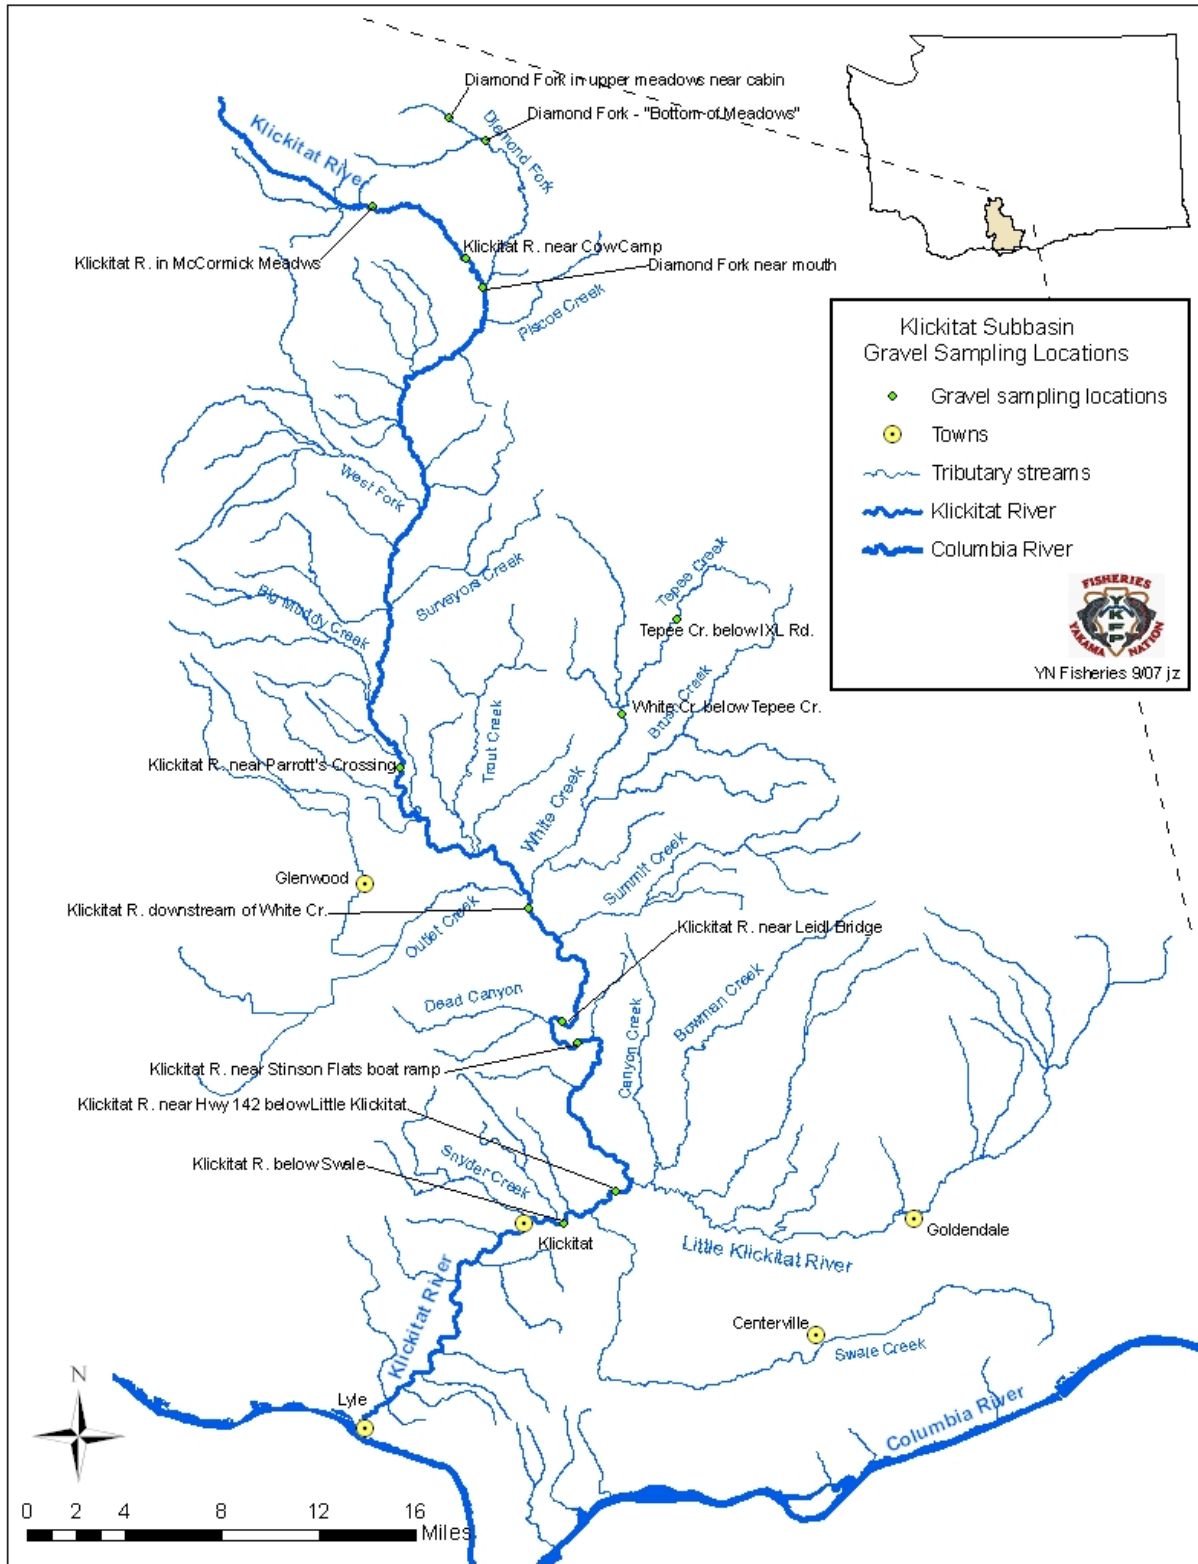 Diamond Fork in upper meadows near cabin
Diamond Fork - "Bottom of Meadows"
Diamond Fork
Klickitat River
Klickitat R. near Cow Camp
Klickitat R. in McCormick Meadws
Diamond Fork near mouth
Piscoe Creek
Klickitat Subbasin
Gravel Sampling Locations
Gravel sampling locations
Towns
Tributary streams
Klickitat River
Columbia River
FISHERIES
YKFP
YAKAMA NATION
YN Fisheries 9/07 jz
West Fork
Surveyors Creek
Big Muddy Creek
Tepee Creek
Tepee Cr. below IXL Rd.
White Cr. below Tepee Cr.
Brush Creek
Trout Creek
Klickitat R. near Parrott's Crossing
White Creek
Summit Creek
Glenwood
Klickitat R. downstream of White Cr.
Outlet Creek
Klickitat R. near Leidl Bridge
Dead Canyon
Canyon Creek
Bowman Creek
Klickitat R. near Stinson Flats boat ramp
Klickitat R. near Hwy 142 below Little Klickitat
Snyder Creek
Klickitat R. below Swale
Klickitat
Goldendale
Little Klickitat River
Klickitat River
Centerville
Swale Creek
N
Lyle
Columbia River
0 2 4 8 12 16
Miles